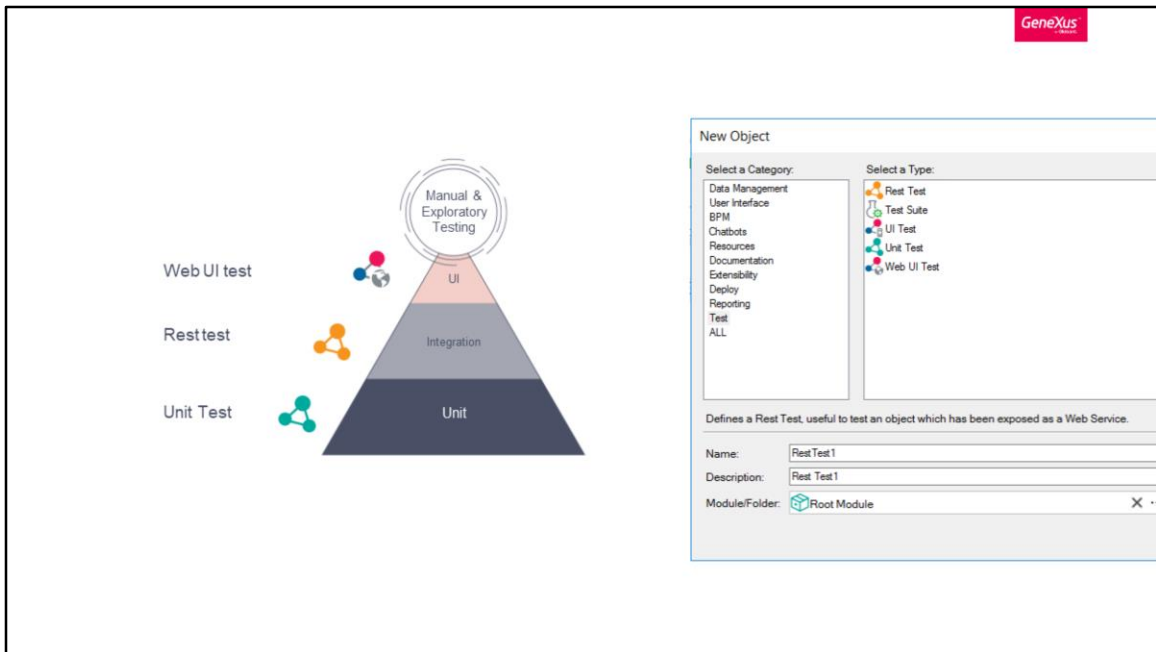 GeneXus
Manual &
Exploratory
Testing
Web UI test
UI
Rest test
Integration
Unit Test
Unit
New Object
Select a Category:
Data Management
User Interface
BPM
Chatbots
Resources
Documentation
Extensibility
Deploy
Reporting
Test
ALL
Select a Type:
Rest Test
Test Suite
UI Test
Unit Test
Web UI Test
Defines a Rest Test, useful to test an object which has been exposed as a Web Service.
Name:
RestTest1
Description:
Rest Test1
Module/Folder:
Root Module